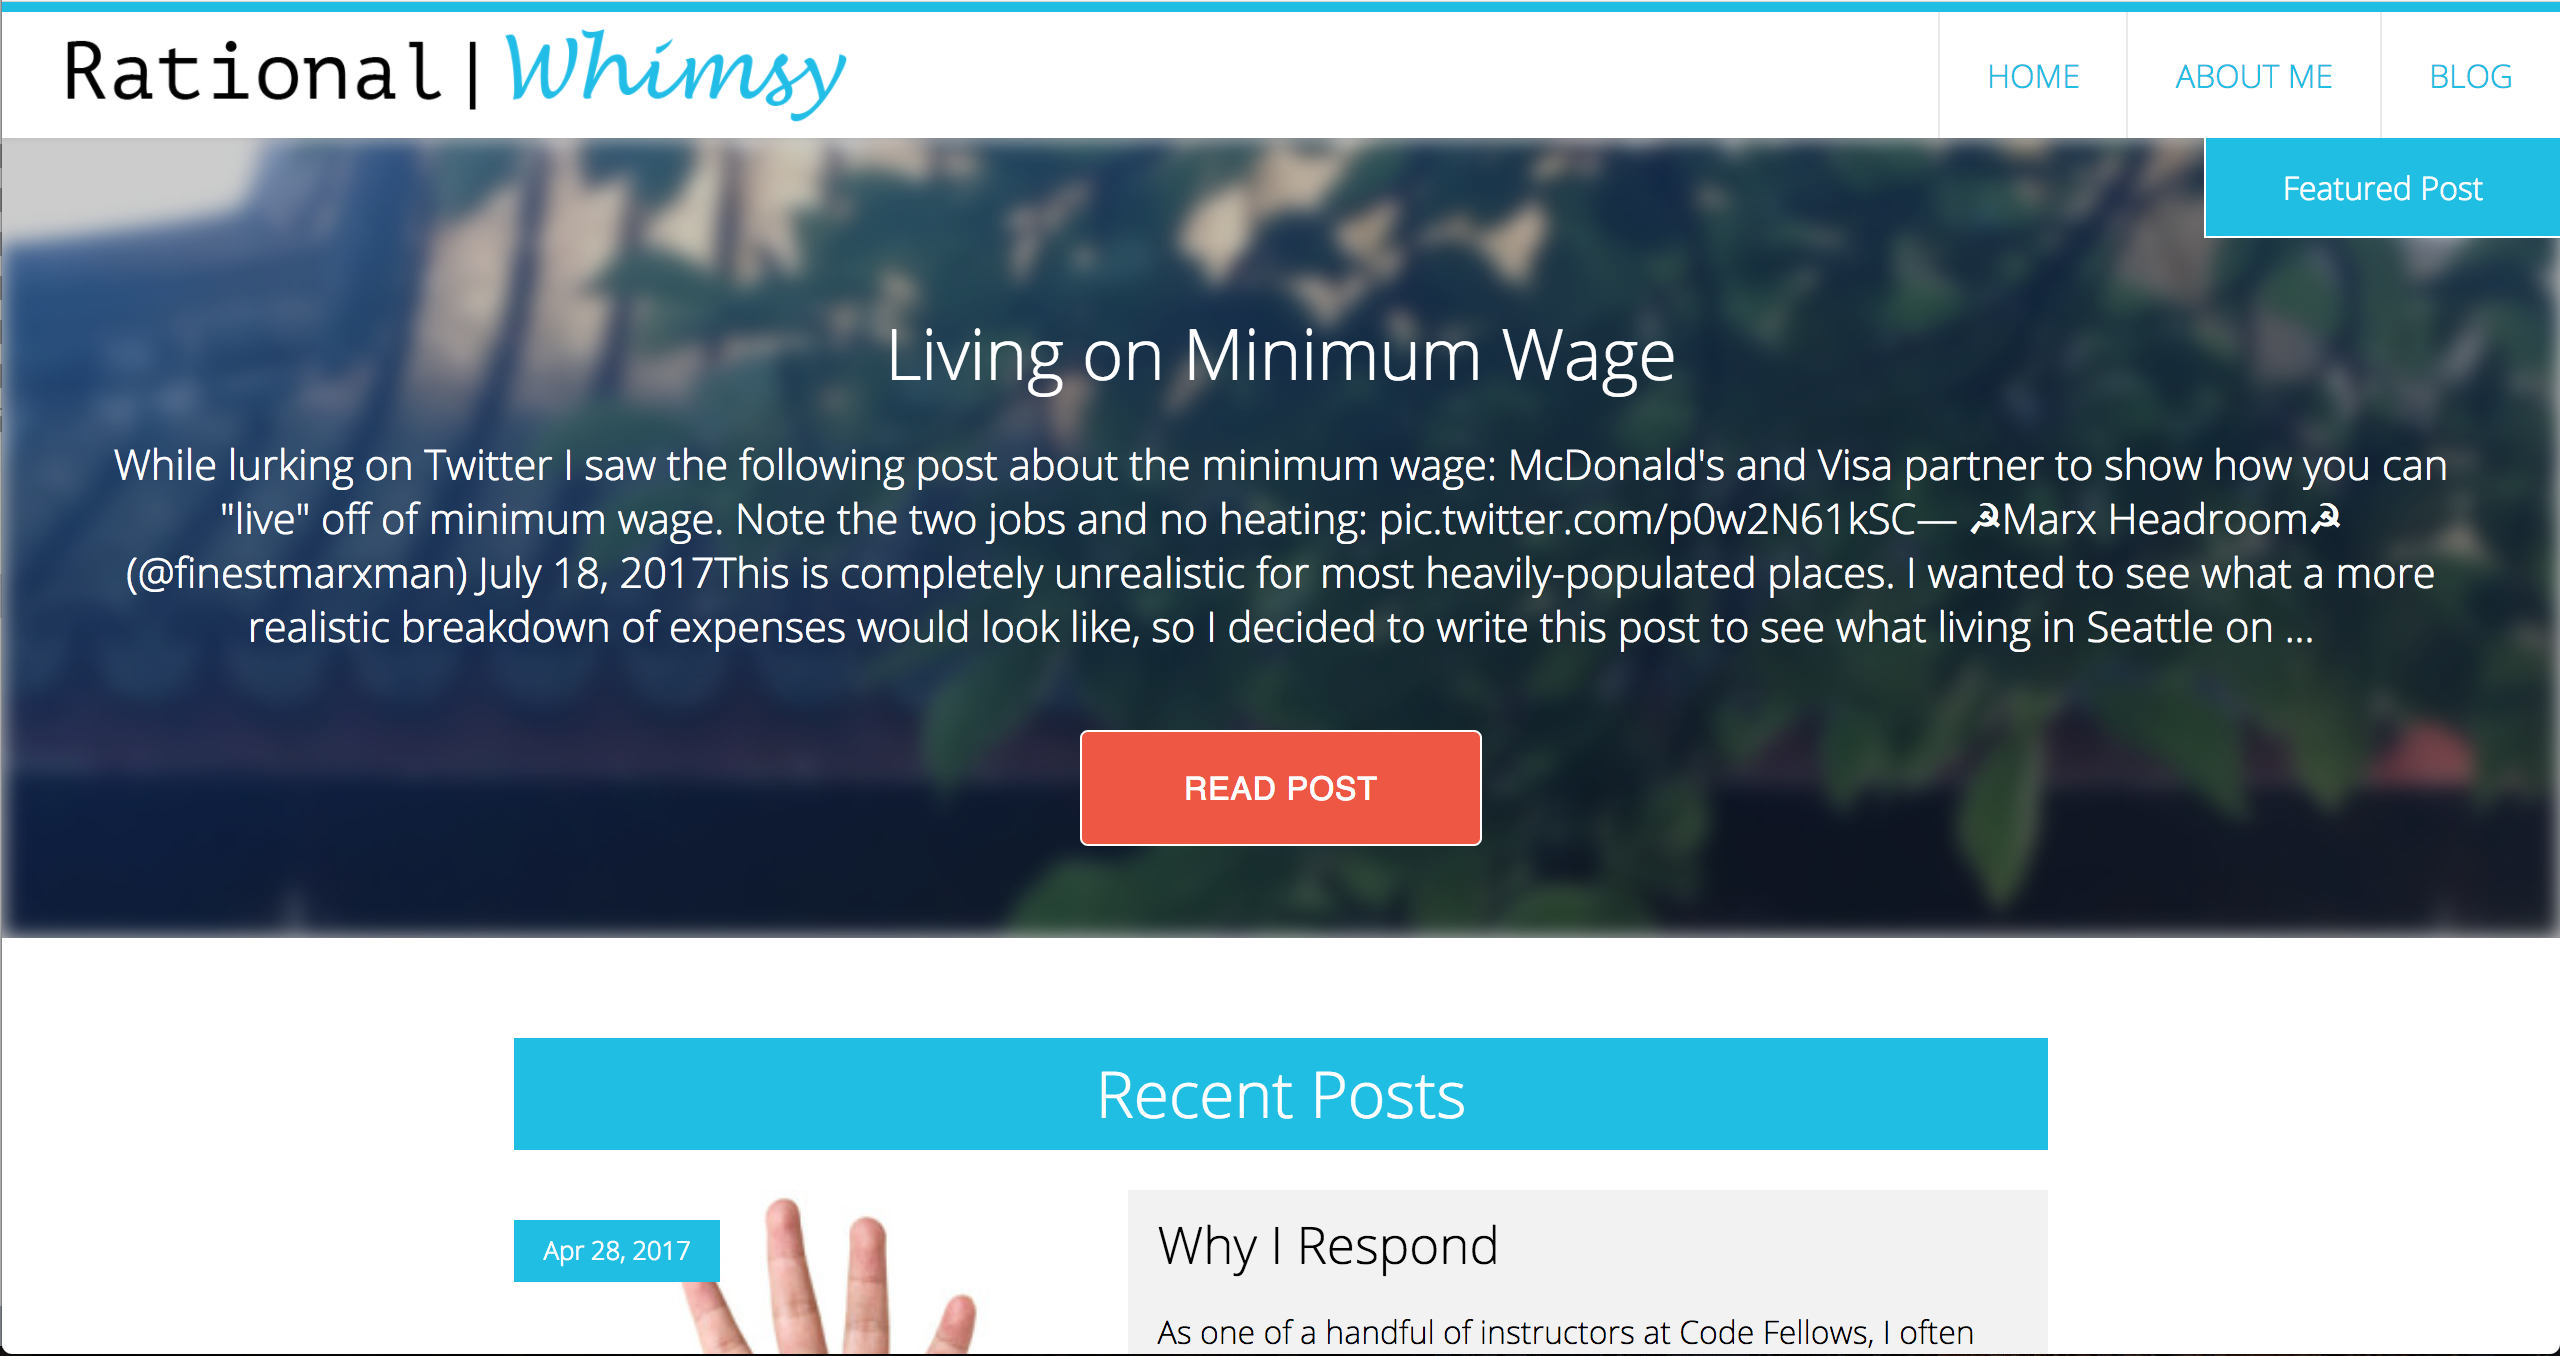 Rational|Whimsy
HOME
ABOUT ME
BLOG
Featured Post
Living on Minimum Wage
While lurking on Twitter I saw the following post about the minimum wage: McDonald's and Visa partner to show how you can
"live" off of minimum wage. Note the two jobs and no heating: pic.twitter.com/p0w2N61kSC— ☭Marx Headroom☭
(@finestmarxman) July 18, 2017This is completely unrealistic for most heavily-populated places. I wanted to see what a more
realistic breakdown of expenses would look like, so I decided to write this post to see what living in Seattle on ...
READ POST
Recent Posts
Apr 28, 2017
Why I Respond
As one of a handful of instructors at Code Fellows, I often